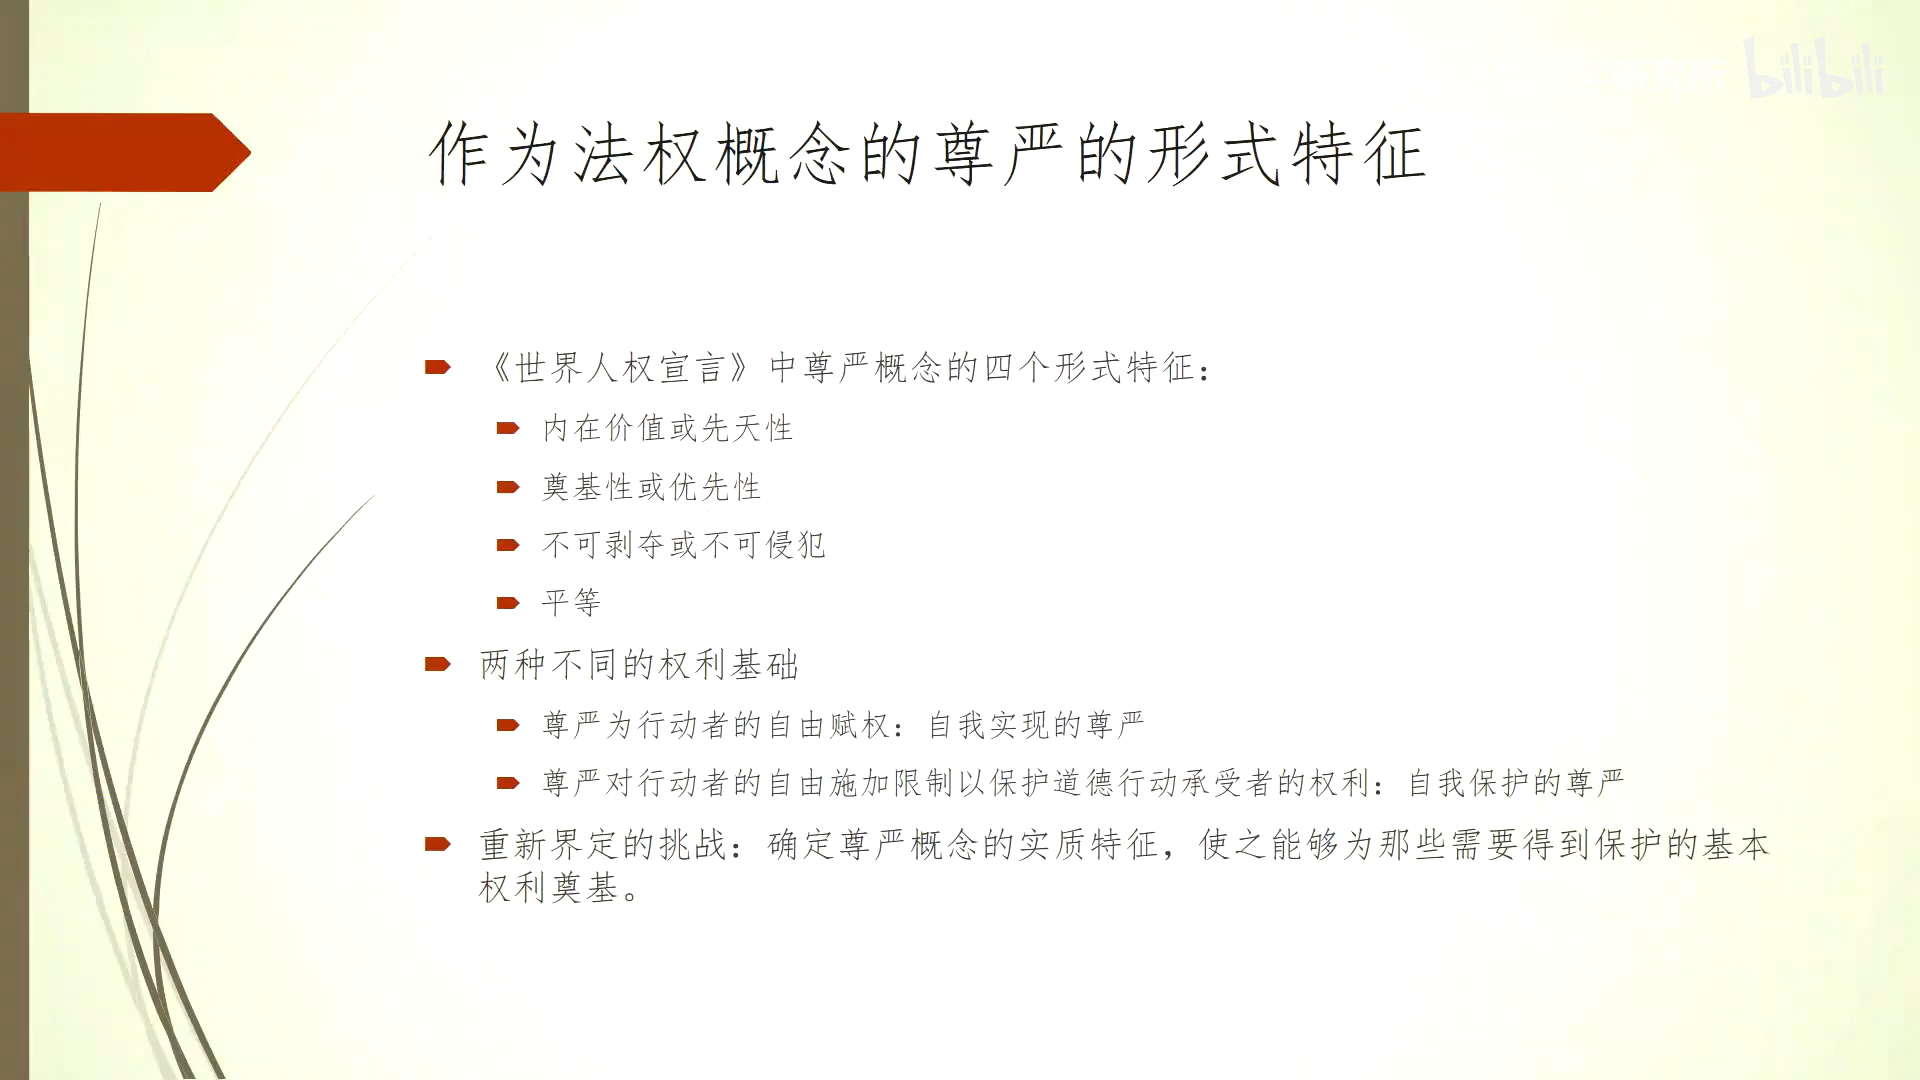 bilibili
作为法权概念的尊严的形式特征
《世界人权宣言》中尊严概念的四个形式特征：
内在价值或先天性
奠基性或优先性
不可剥夺或不可侵犯
平等
两种不同的权利基础
尊严为行动者的自由赋权：自我实现的尊严
尊严对行动者的自由施加限制以保护道德行动承受者的权利：自我保护的尊严
重新界定的挑战：确定尊严概念的实质特征，使之能够为那些需要得到保护的基本
权利奠基。